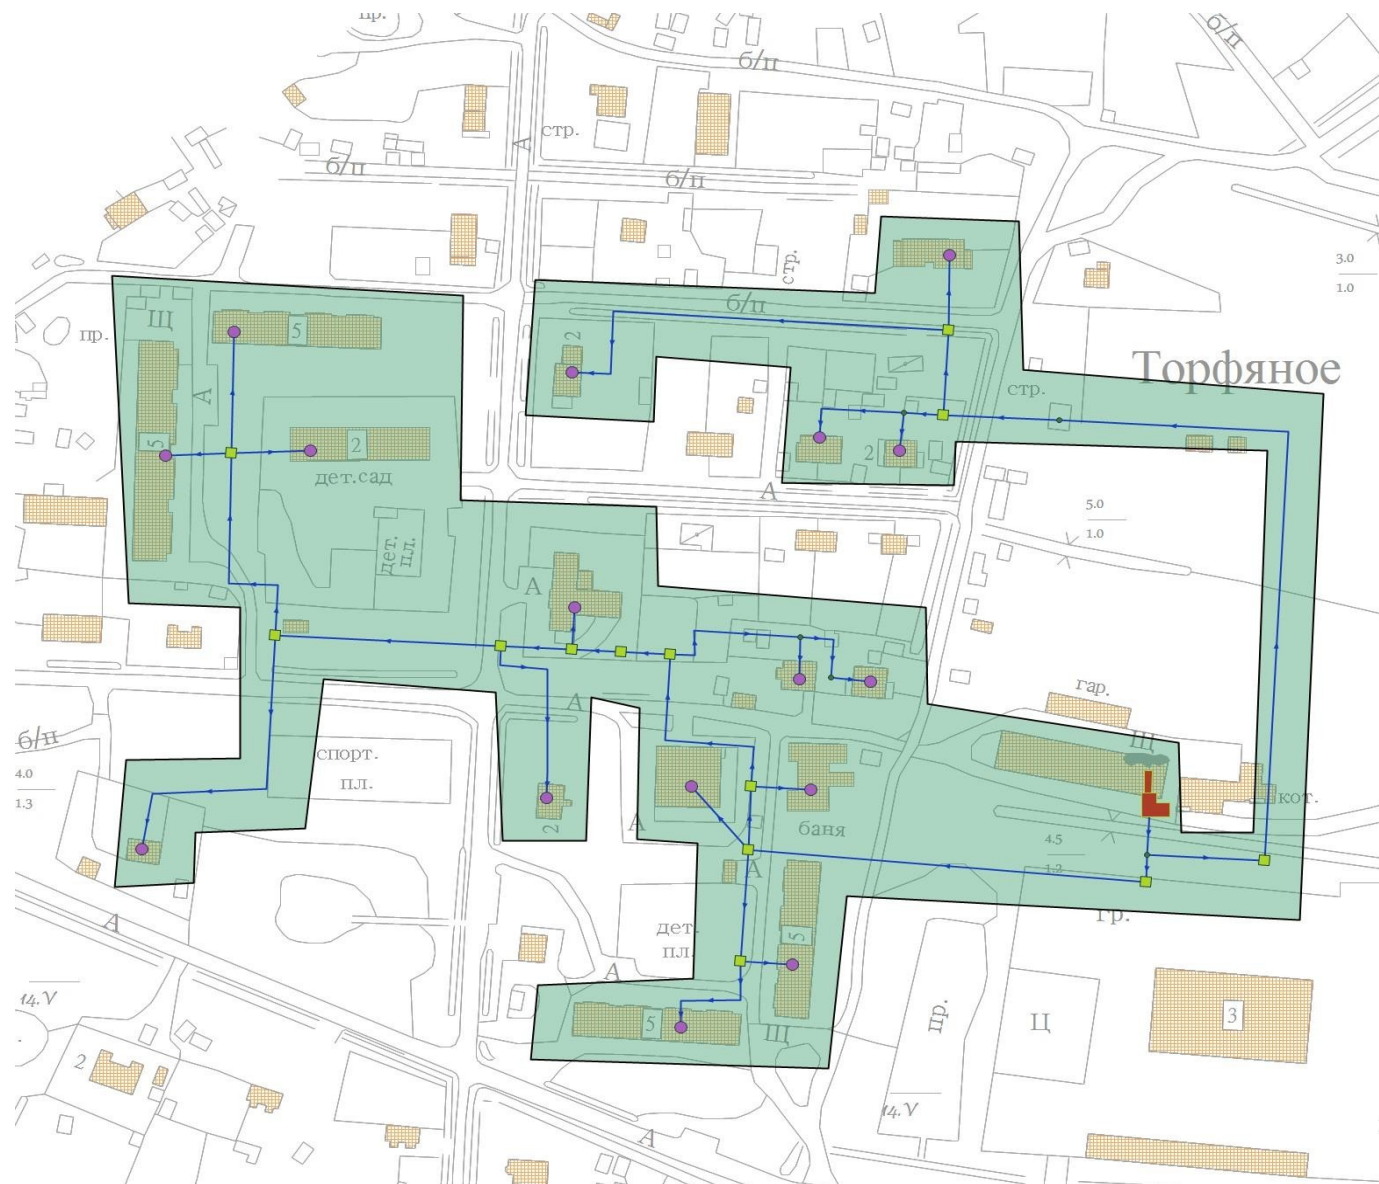 пр.
б/п
б/п
стр.
А
б/п
б/п
3.0
1.0
стр.
б/п
Щ
пр.
5
2
Торфяное
А
стр.
5
2
2
дет.сад
А
5.0
1.0
дет.
пл.
А
гар.
А
б/п
Щ
спорт.
пл.
4.0
1.3
кот.
2
А
баня
4.5
1.2
А
А
гр.
дет.
пл.
5
А
14.V
5
Щ
пр.
Ц
3
2
14.V
А